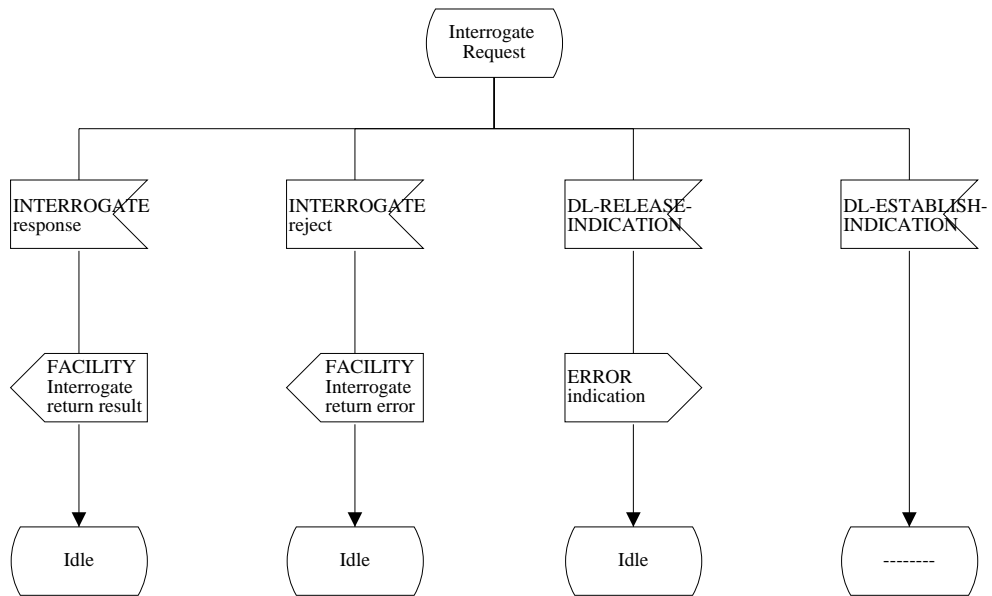 Interrogate
Request
INTERROGATE
response
INTERROGATE
reject
DL-RELEASE-
INDICATION
DL-ESTABLISH-
INDICATION
FACILITY
Interrogate
return result
FACILITY
Interrogate
return error
ERROR
indication
Idle
Idle
Idle
--------